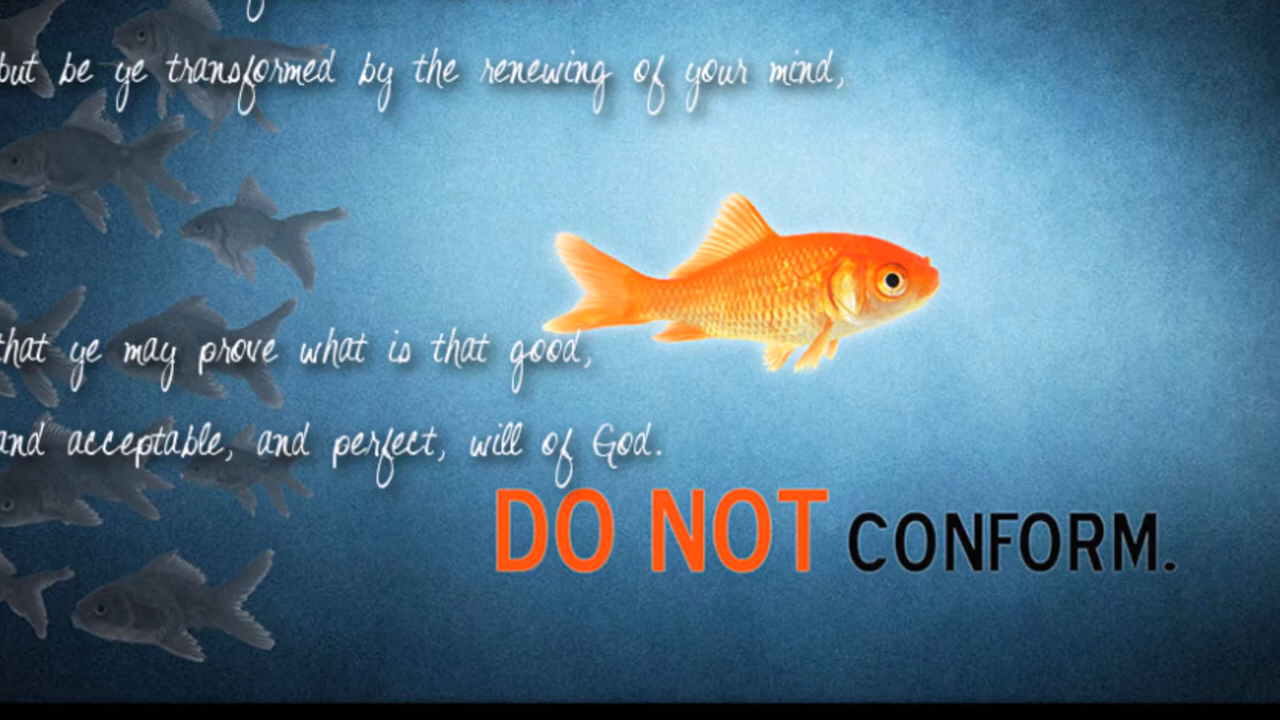 but be ye transformed by the renewing of your mind,
that ye may prove what is that good,
and acceptable, and perfect, will of God.
DO NOT CONFORM.